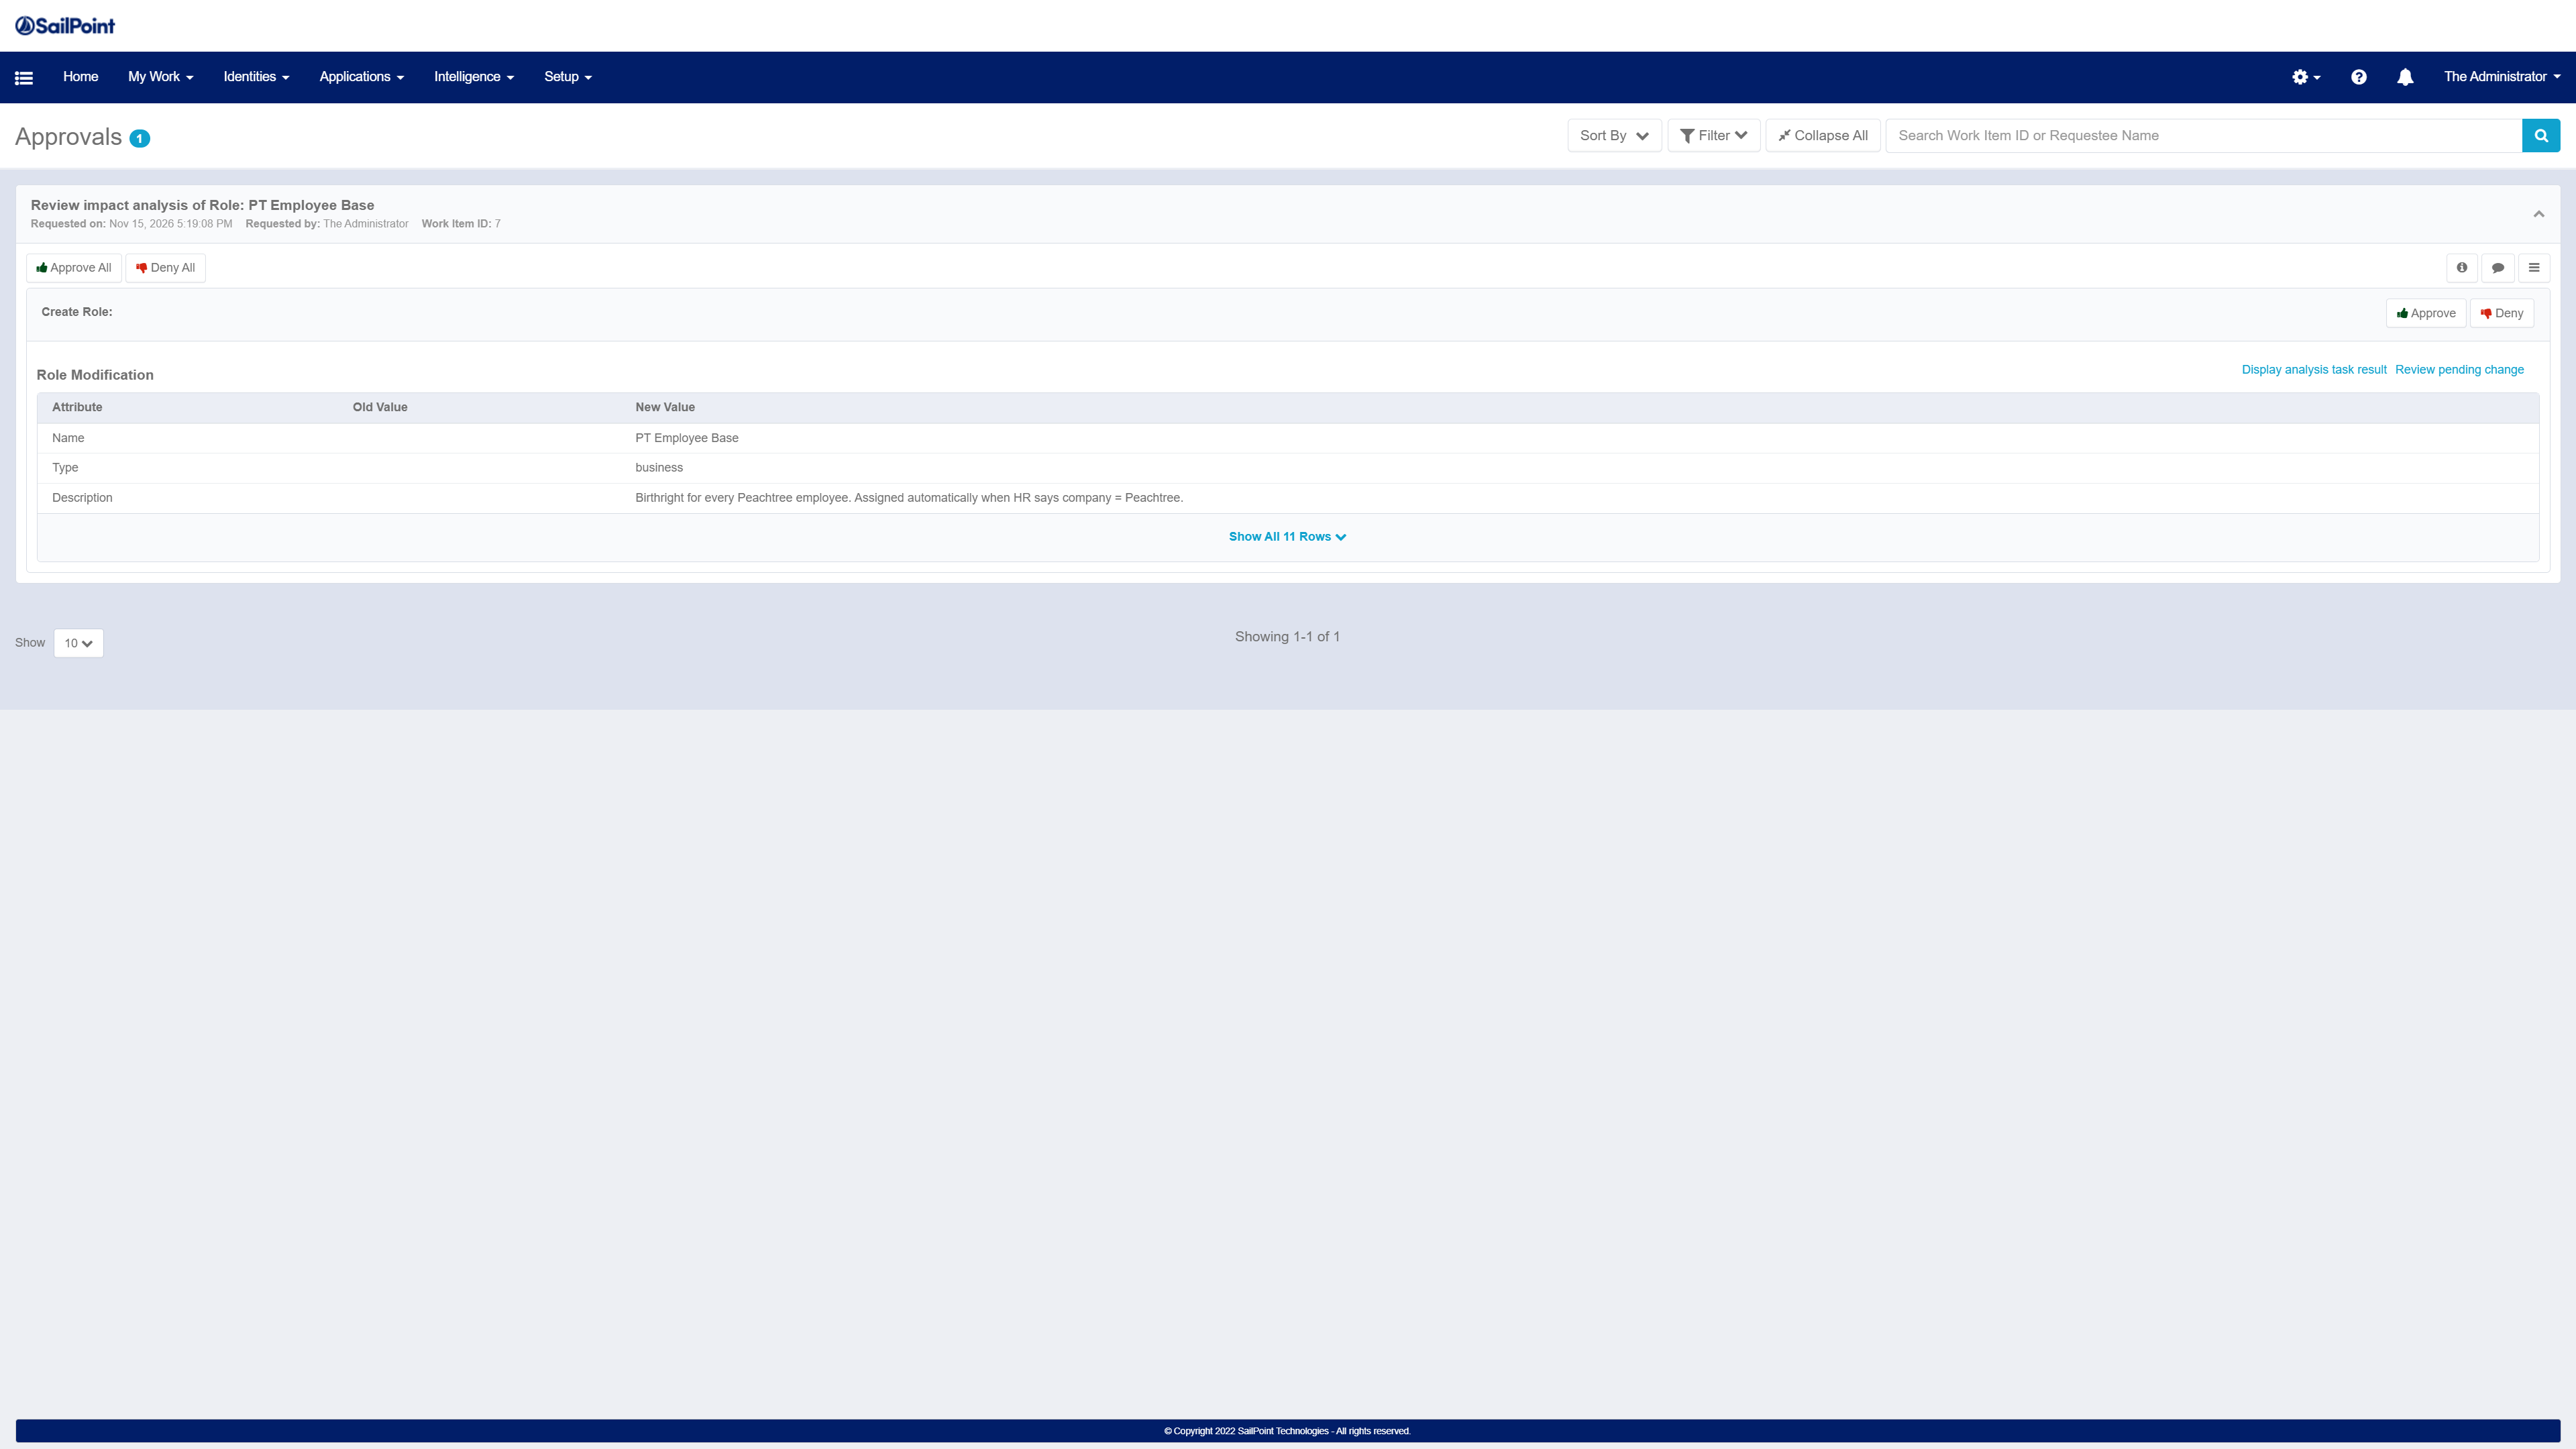 SailPoint
Home My Work Identities Applications Intelligence Setup The Administrator
Approvals 1 Sort By Filter Collapse All Search Work Item ID or Requestee Name
Review impact analysis of Role: PT Employee Base
Requested on: Nov 15, 2026 5:19:08 PM Requested by: The Administrator Work Item ID: 7
Approve All Deny All
Create Role: Approve Deny
Role Modification Display analysis task result Review pending change
Attribute Old Value New Value
Name PT Employee Base
Type business
Description Birthright for every Peachtree employee. Assigned automatically when HR says company = Peachtree.
Show All 11 Rows
Show 10 Showing 1-1 of 1
© Copyright 2022 SailPoint Technologies - All rights reserved.